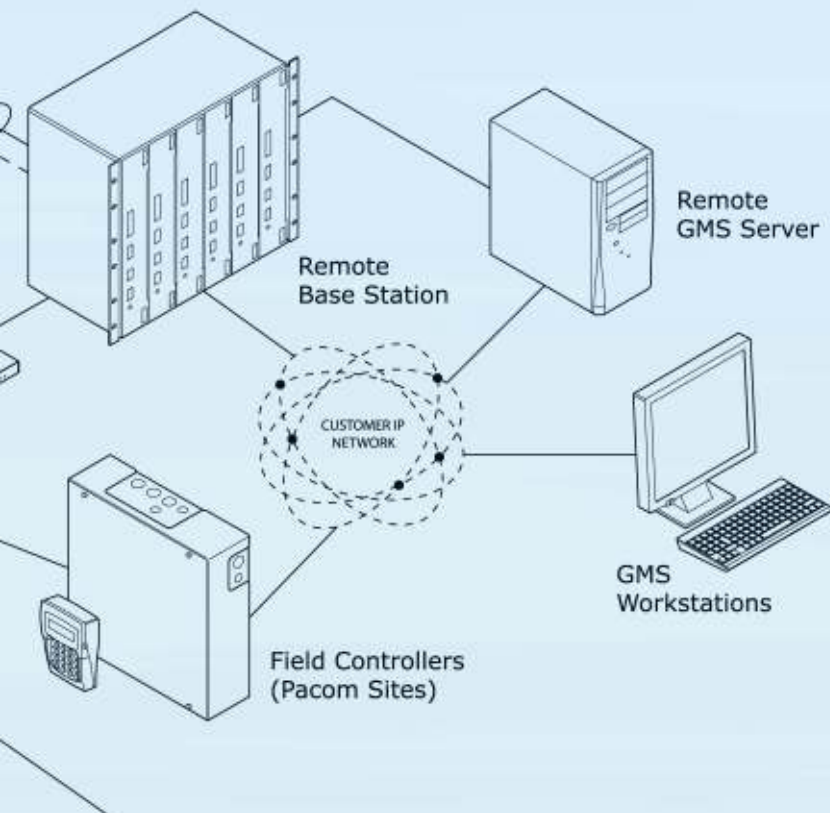 Remote
GMS Server
Remote
Base Station
CUSTOMER IP
NETWORK
GMS
Workstations
Field Controllers
(Pacom Sites)